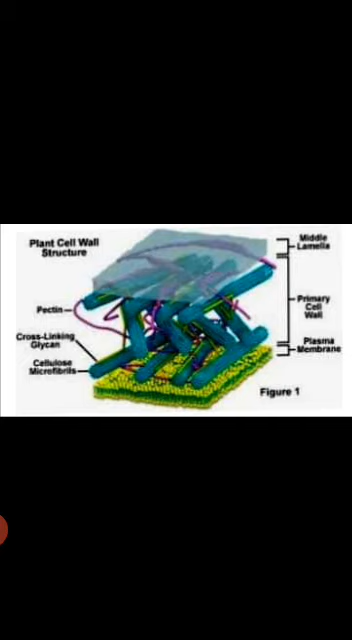 Plant Cell Wall
Structure
Middle
Lamella
Pectin
Primary
Cell
Wall
Cross-Linking
Glycan
Plasma
Membrane
Cellulose
Microfibrils
Figure 1